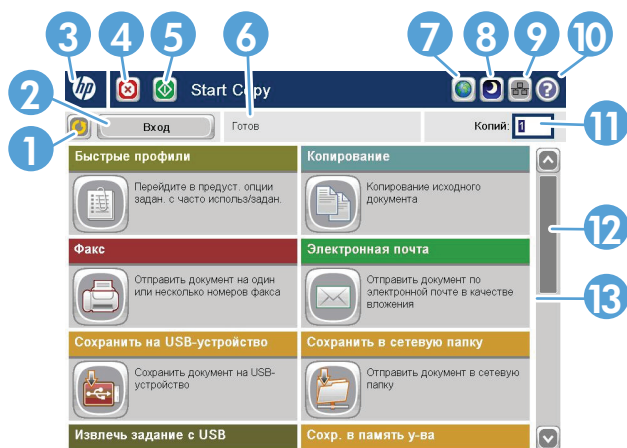 3
4
5
6
7
8
9
10
hp
Start Copy
?
2
1
Вход
Готов
Копий: 1
11
Быстрые профили
Перейдите в предуст. опции
задан. с часто использ/задан.
Копирование
Копирование исходного
документа
12
Факс
Отправить документ на один
или несколько номеров факса
Электронная почта
Отправить документ по
электронной почте в качестве
вложения
13
Сохранить на USB-устройство
Сохранить документ на USB-
устройство
Сохранить в сетевую папку
Отправить документ в сетевую
папку
Извлечь задание с USB
Сохр. в память у-ва